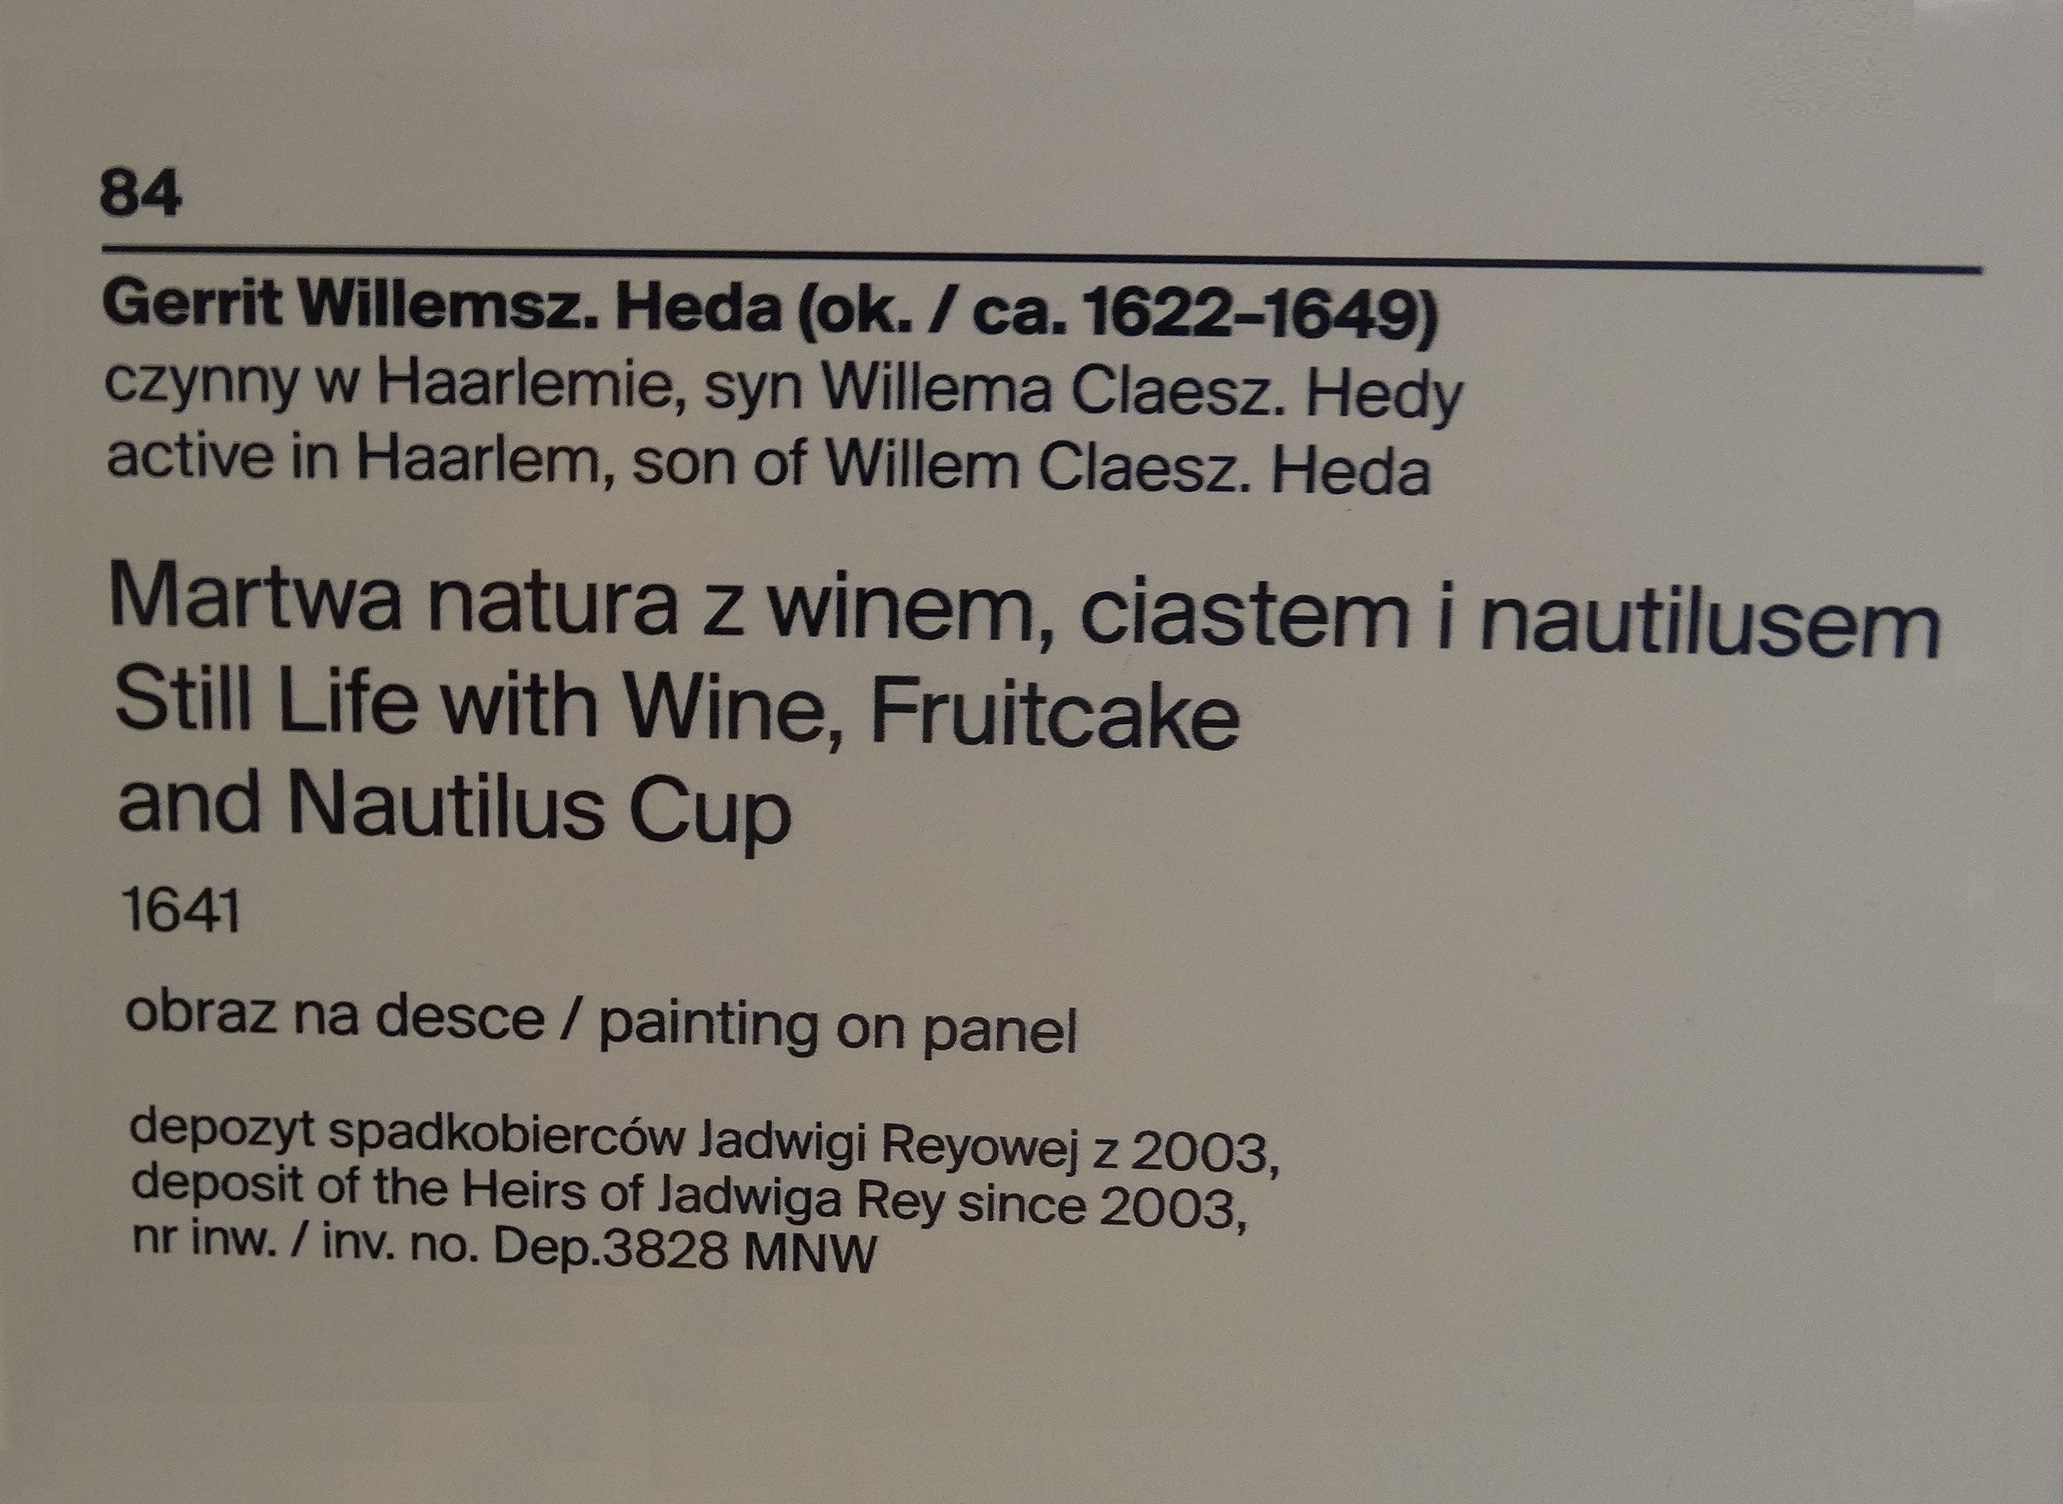 84
Gerrit Willemsz. Heda (ok. / ca. 1622–1649)
czynny w Haarlemie, syn Willema Claesz. Hedy
active in Haarlem, son of Willem Claesz. Heda
Martwa natura z winem, ciastem i nautilusem
Still Life with Wine, Fruitcake
and Nautilus Cup
1641
obraz na desce / painting on panel
depozyt spadkobierców Jadwigi Reyowej z 2003,
deposit of the Heirs of Jadwiga Rey since 2003,
nr inw. / inv. no. Dep.3828 MNW